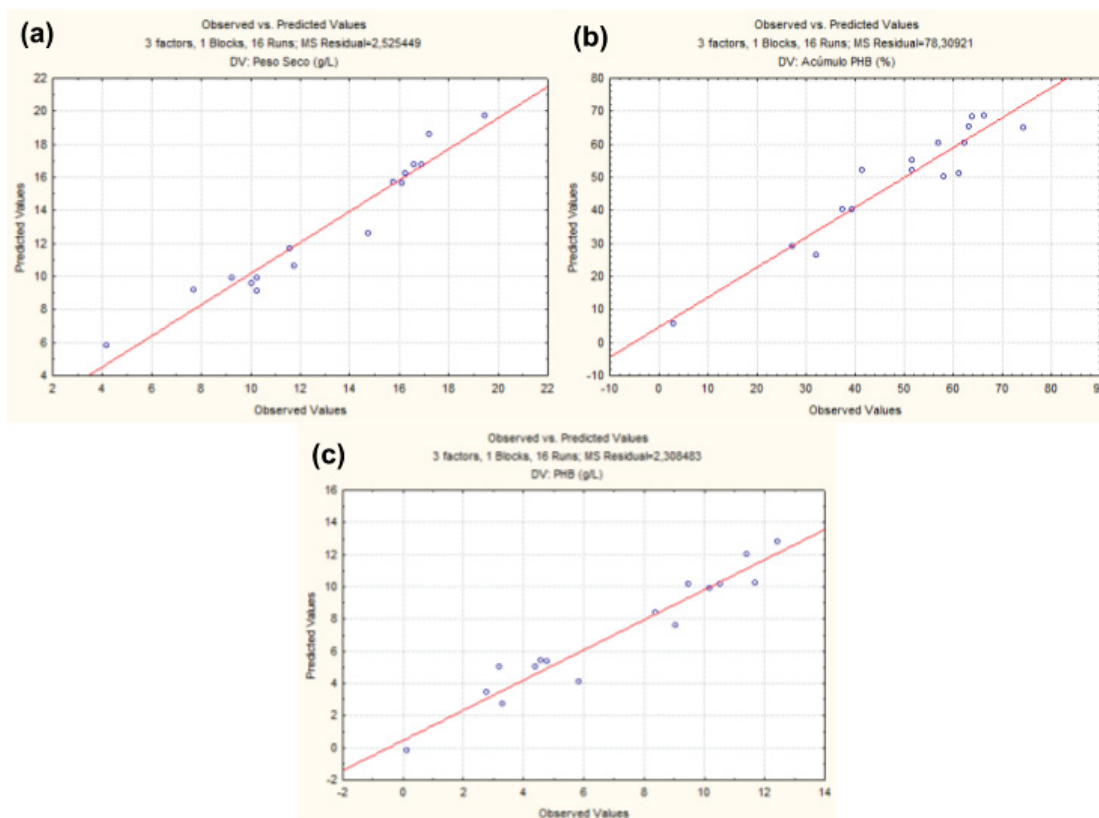 (a)
Observed vs. Predicted Values
3 factors, 1 Blocks, 16 Runs; MS Residual=2,525449
DV: Peso Seco (g/L)
22
20
18
16
14
12
10
8
6
4
Predicted Values
2 4 6 8 10 12 14 16 18 20 22
Observed Values
(b)
Observed vs. Predicted Values
3 factors, 1 Blocks, 16 Runs; MS Residual=78,30921
DV: Acúmulo PHB (%)
80
70
60
50
40
30
20
10
0
-10
Predicted Values
-10 0 10 20 30 40 50 60 70 80
Observed Values
(c)
Observed vs. Predicted Values
3 factors, 1 Blocks, 16 Runs; MS Residual=2,308483
DV: PHB (g/L)
16
14
12
10
8
6
4
2
0
-2
Predicted Values
-2 0 2 4 6 8 10 12 14
Observed Values